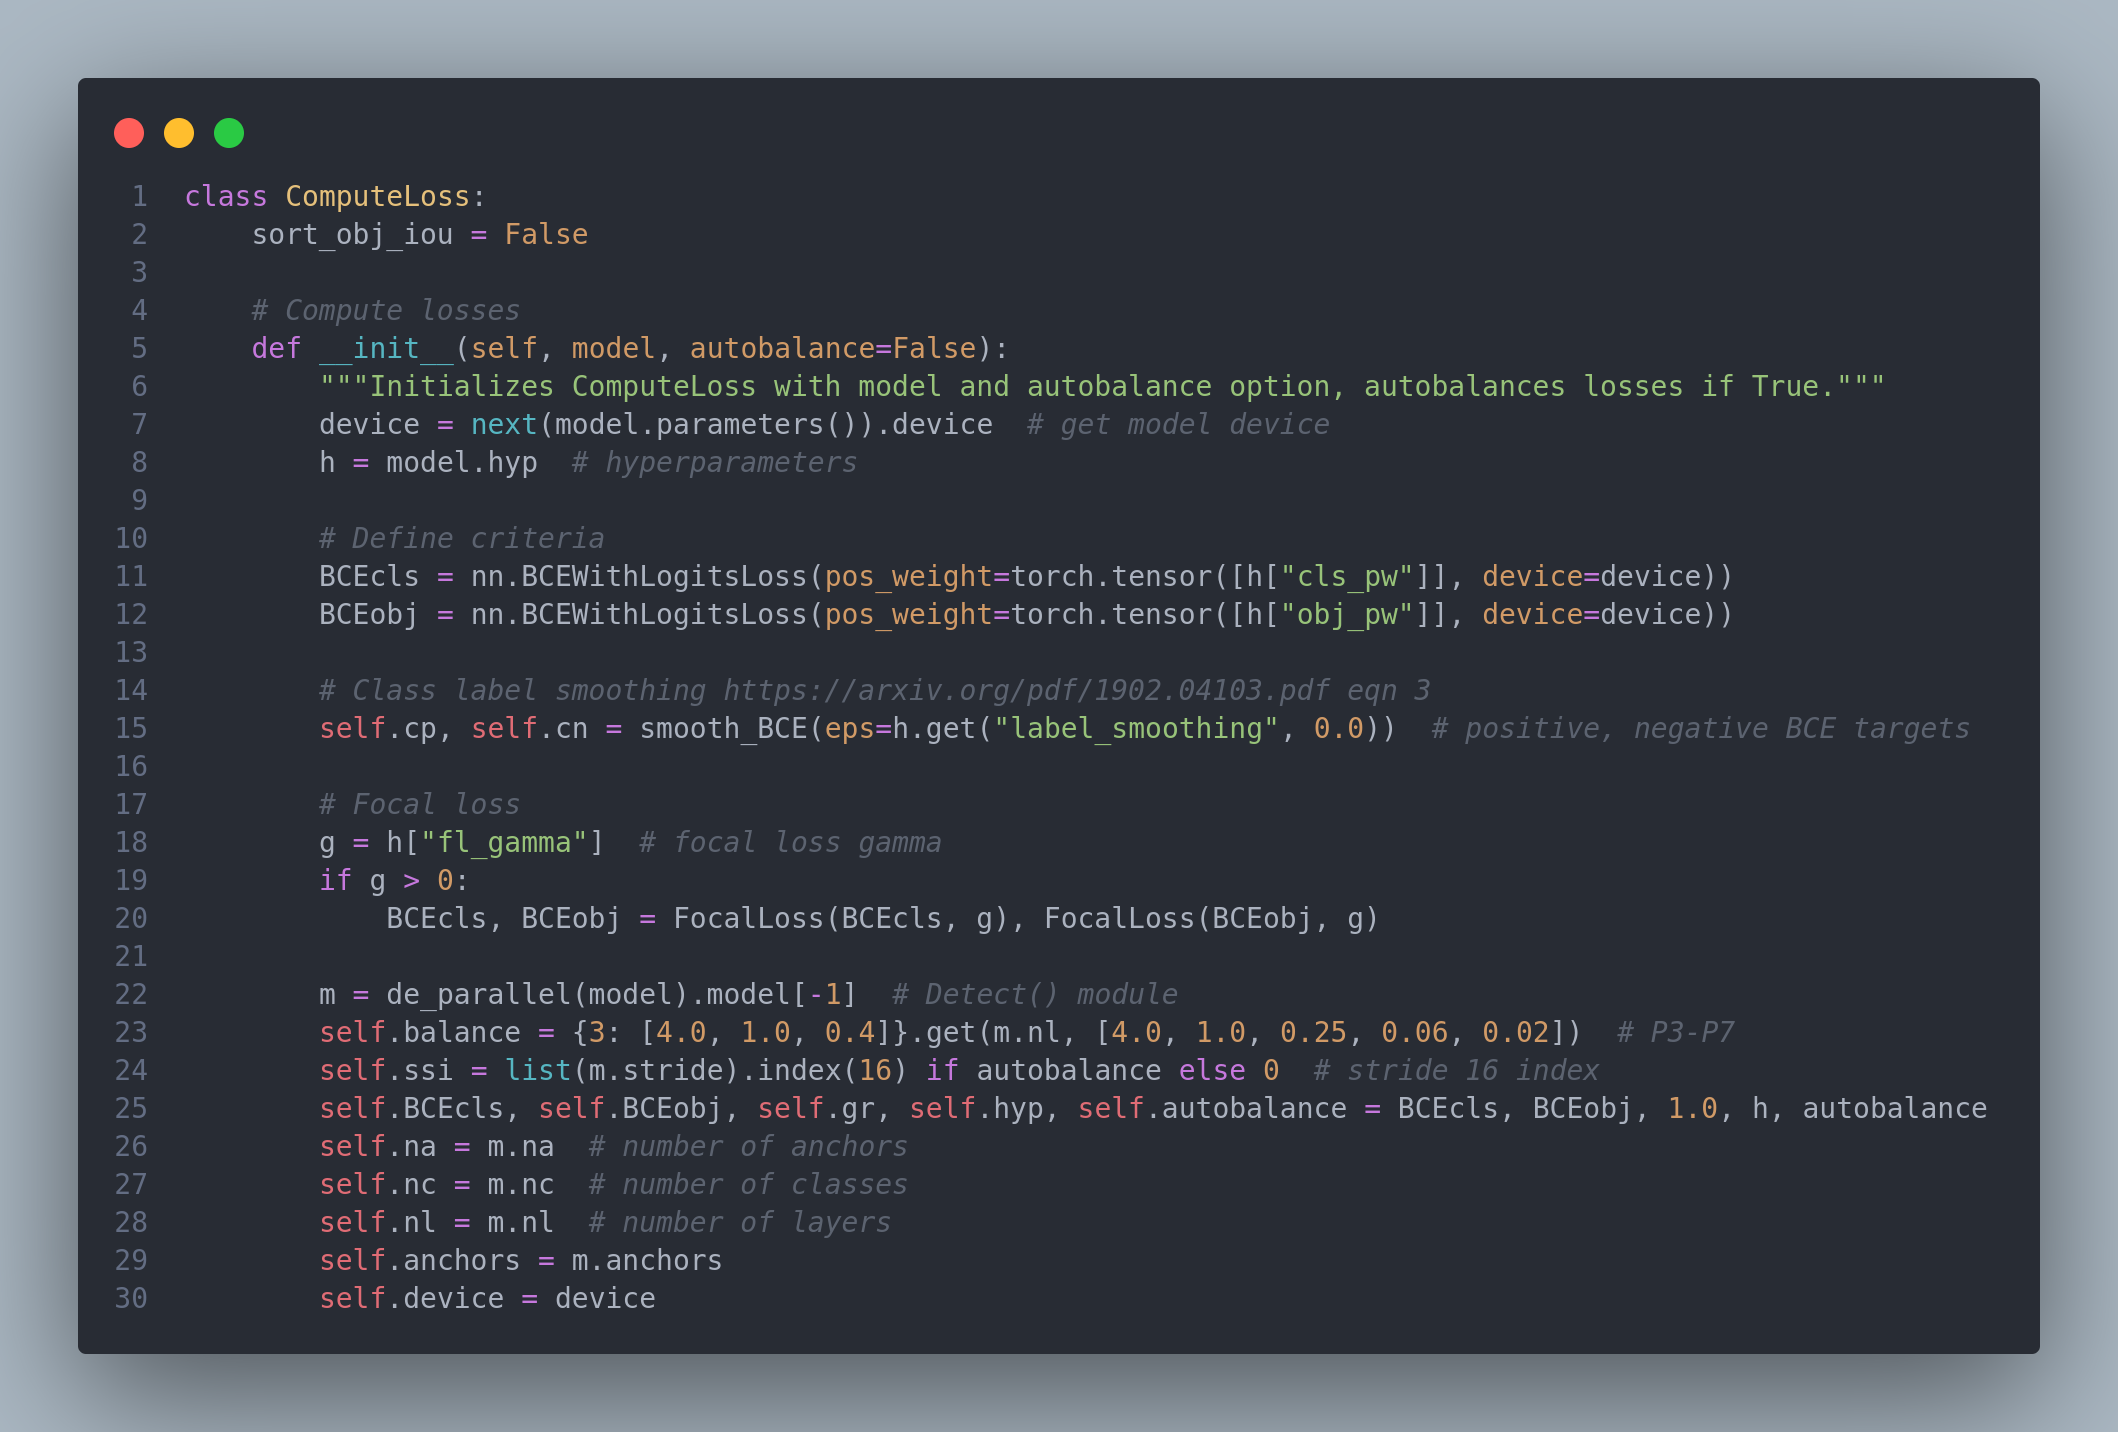 1 class ComputeLoss:
2     sort_obj_iou = False
3
4     # Compute losses
5     def __init__(self, model, autobalance=False):
6         """Initializes ComputeLoss with model and autobalance option, autobalances losses if True."""
7         device = next(model.parameters()).device  # get model device
8         h = model.hyp  # hyperparameters
9
10         # Define criteria
11         BCEcls = nn.BCEWithLogitsLoss(pos_weight=torch.tensor([h["cls_pw"]], device=device))
12         BCEobj = nn.BCEWithLogitsLoss(pos_weight=torch.tensor([h["obj_pw"]], device=device))
13
14         # Class label smoothing https://arxiv.org/pdf/1902.04103.pdf eqn 3
15         self.cp, self.cn = smooth_BCE(eps=h.get("label_smoothing", 0.0))  # positive, negative BCE targets
16
17         # Focal loss
18         g = h["fl_gamma"]  # focal loss gamma
19         if g > 0:
20             BCEcls, BCEobj = FocalLoss(BCEcls, g), FocalLoss(BCEobj, g)
21
22         m = de_parallel(model).model[-1]  # Detect() module
23         self.balance = {3: [4.0, 1.0, 0.4]}.get(m.nl, [4.0, 1.0, 0.25, 0.06, 0.02])  # P3-P7
24         self.ssi = list(m.stride).index(16) if autobalance else 0  # stride 16 index
25         self.BCEcls, self.BCEobj, self.gr, self.hyp, self.autobalance = BCEcls, BCEobj, 1.0, h, autobalance
26         self.na = m.na  # number of anchors
27         self.nc = m.nc  # number of classes
28         self.nl = m.nl  # number of layers
29         self.anchors = m.anchors
30         self.device = device